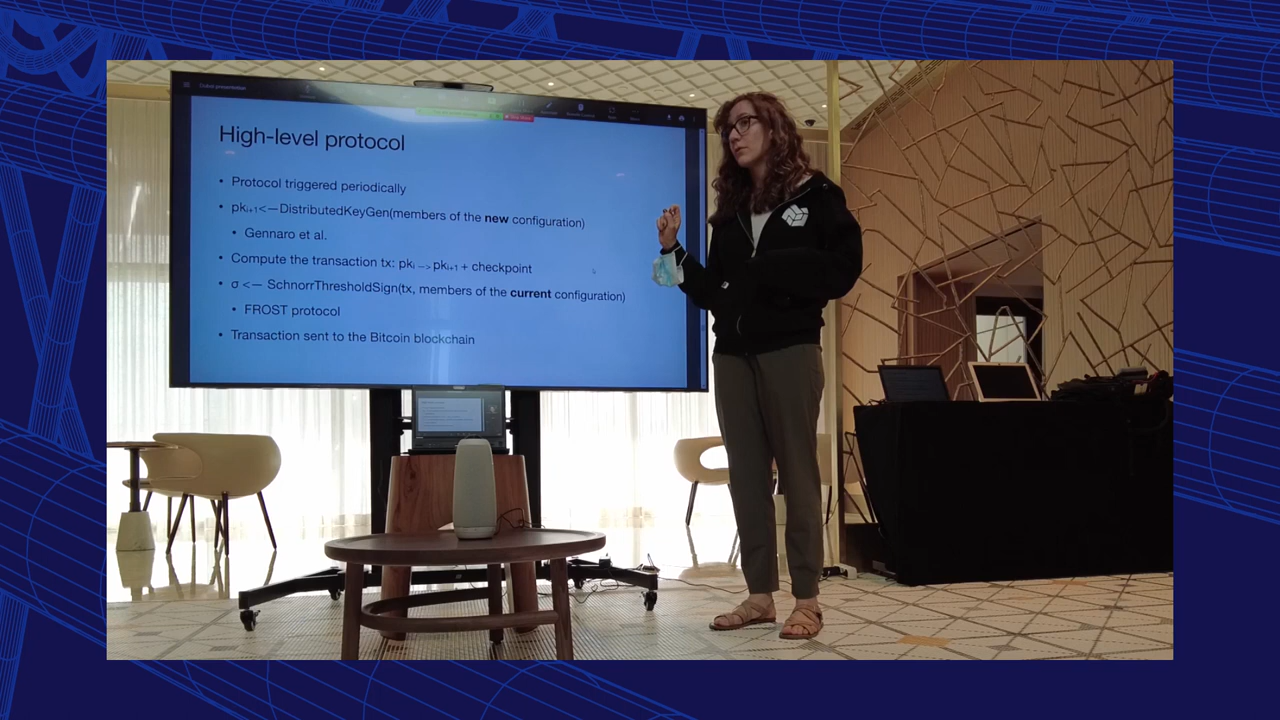 Zakra presentation
High-level protocol
• Protocol triggered periodically
• pkᵢ₊₁<—DistributedKeyGen(members of the new configuration)
• Gennaro et al.
• Compute the transaction tx: pkᵢ —> pkᵢ₊₁ + checkpoint
• σ <— SchnorrThresholdSign(tx, members of the current configuration)
• FROST protocol
• Transaction sent to the Bitcoin blockchain